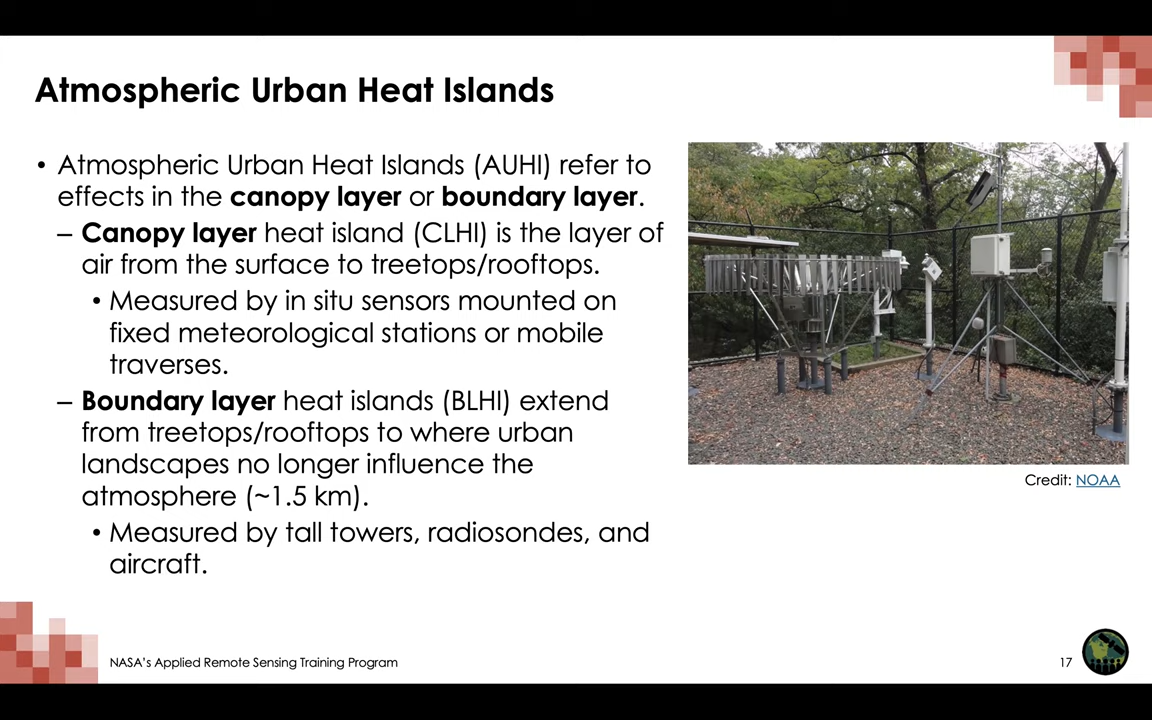 Atmospheric Urban Heat Islands
• Atmospheric Urban Heat Islands (AUHI) refer to
effects in the canopy layer or boundary layer.
– Canopy layer heat island (CLHI) is the layer of
air from the surface to treetops/rooftops.
• Measured by in situ sensors mounted on
fixed meteorological stations or mobile
traverses.
– Boundary layer heat islands (BLHI) extend
from treetops/rooftops to where urban
landscapes no longer influence the
atmosphere (~1.5 km).
• Measured by tall towers, radiosondes, and
aircraft.
Credit: NOAA
NASA's Applied Remote Sensing Training Program
17